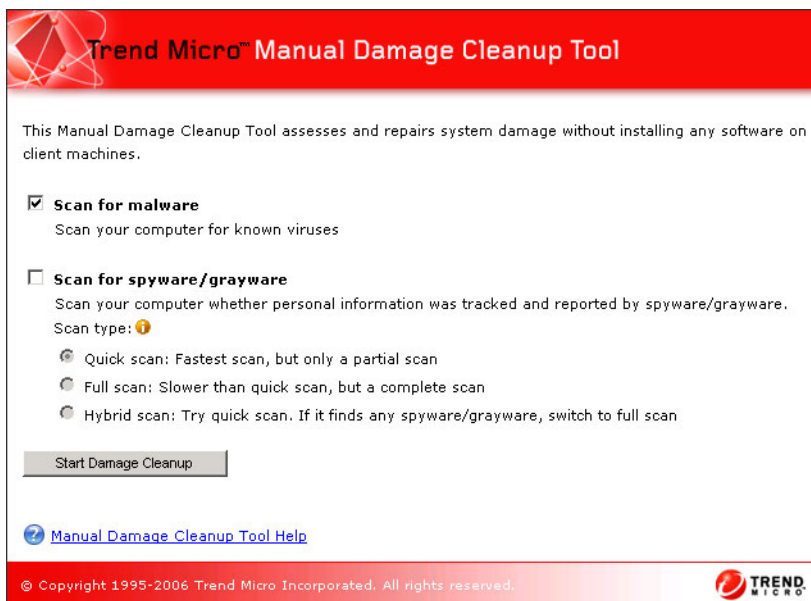 Trend Micro™ Manual Damage Cleanup Tool
This Manual Damage Cleanup Tool assesses and repairs system damage without installing any software on
client machines.
Scan for malware
Scan your computer for known viruses
Scan for spyware/grayware
Scan your computer whether personal information was tracked and reported by spyware/grayware.
Scan type:
Quick scan: Fastest scan, but only a partial scan
Full scan: Slower than quick scan, but a complete scan
Hybrid scan: Try quick scan. If it finds any spyware/grayware, switch to full scan
Start Damage Cleanup
Manual Damage Cleanup Tool Help
© Copyright 1995-2006 Trend Micro Incorporated. All rights reserved.
TREND
MICRO